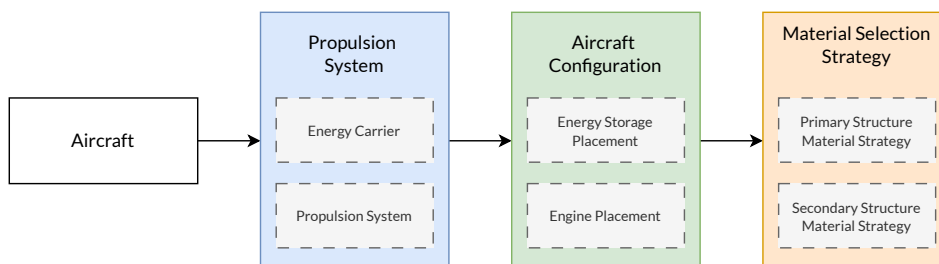 Aircraft
Propulsion
System
Energy Carrier
Propulsion System
Aircraft
Configuration
Energy Storage
Placement
Engine Placement
Material Selection
Strategy
Primary Structure
Material Strategy
Secondary Structure
Material Strategy